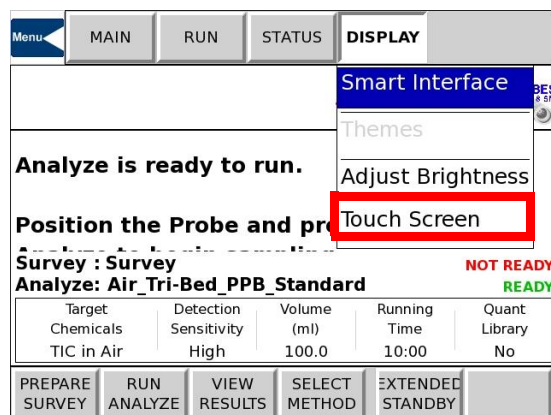 Menu
MAIN
RUN
STATUS
DISPLAY
Smart Interface
Themes
Adjust Brightness
Touch Screen
Analyze is ready to run.
Position the Probe and
Survey : Survey
NOT READY
Analyze: Air_Tri-Bed_PPB_Standard
READY
Target Chemicals
TIC in Air
Detection Sensitivity
High
Volume (ml)
100.0
Running Time
10:00
Quant Library
No
PREPARE SURVEY
RUN ANALYZE
VIEW RESULTS
SELECT METHOD
EXTENDED STANDBY